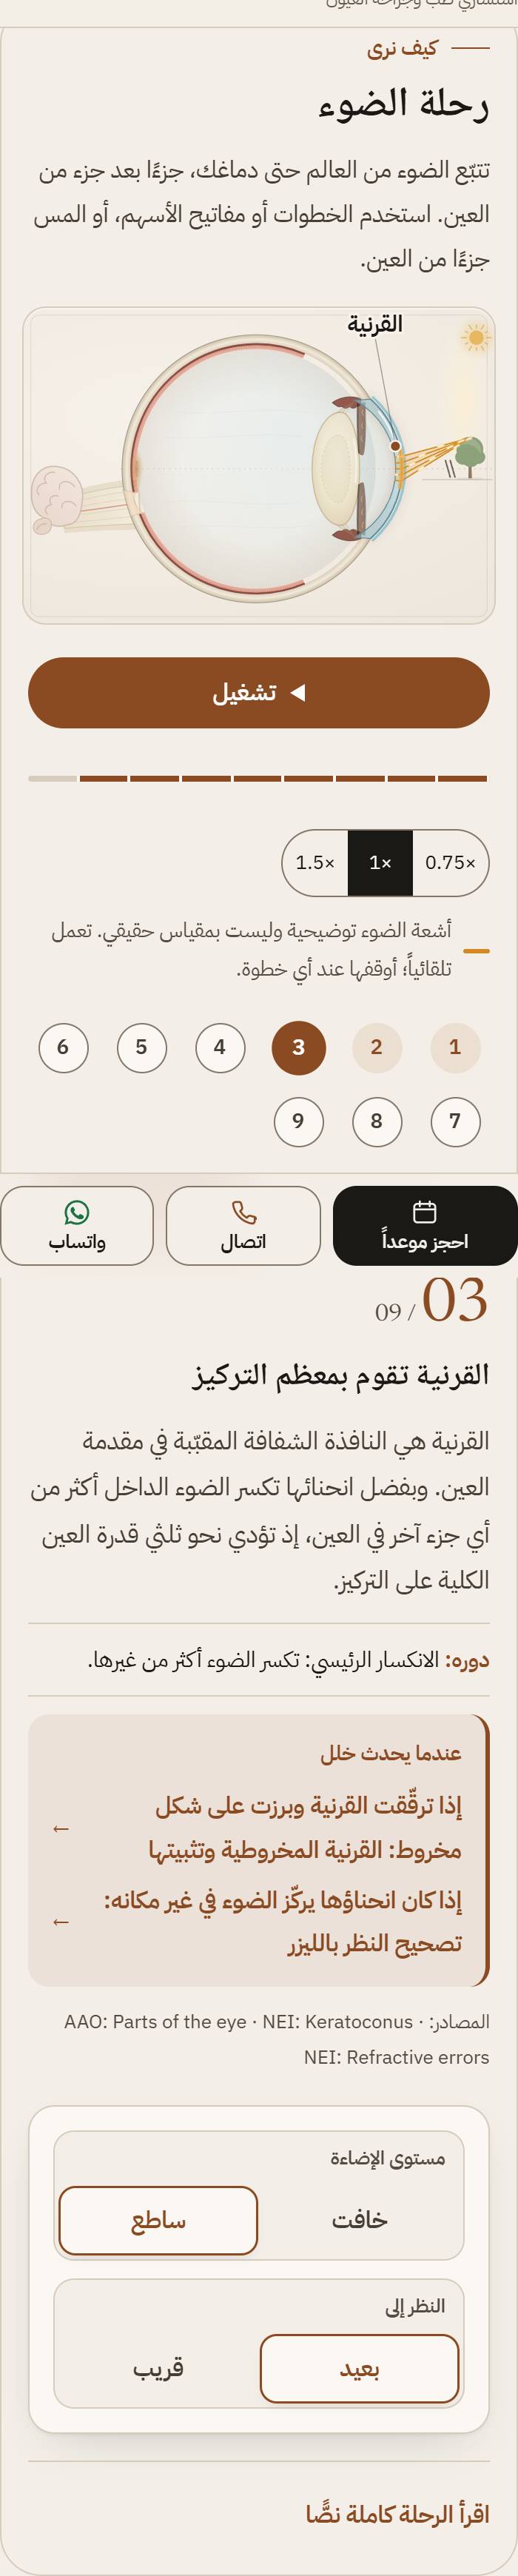 استشاري طب وجراحة العيون
كيف نرى
رحلة الضوء
تتبّع الضوء من العالم حتى دماغك، جزءًا بعد جزء من
العين. استخدم الخطوات أو مفاتيح الأسهم، أو المس
جزءًا من العين.
القرنية
تشغيل
0.75×
1×
1.5×
أشعة الضوء توضيحية وليست بمقياس حقيقي. تعمل
تلقائياً؛ أوقفها عند أي خطوة.
1 2 3 4 5 6
7 8 9
احجز موعداً
اتصال
واتساب
03 / 09
القرنية تقوم بمعظم التركيز
القرنية هي النافذة الشفافة المقبّبة في مقدمة
العين. وبفضل انحنائها تكسر الضوء الداخل أكثر من
أي جزء آخر في العين، إذ تؤدي نحو ثلثي قدرة العين
الكلية على التركيز.
دوره: الانكسار الرئيسي: تكسر الضوء أكثر من غيرها.
عندما يحدث خلل
إذا ترقّقت القرنية وبرزت على شكل
مخروط: القرنية المخروطية وتثبيتها ←
إذا كان انحناؤها يركّز الضوء في غير مكانه:
تصحيح النظر بالليزر ←
المصادر: AAO: Parts of the eye · NEI: Keratoconus ·
NEI: Refractive errors
مستوى الإضاءة
خافت
ساطع
النظر إلى
بعيد
قريب
اقرأ الرحلة كاملة نصًّا